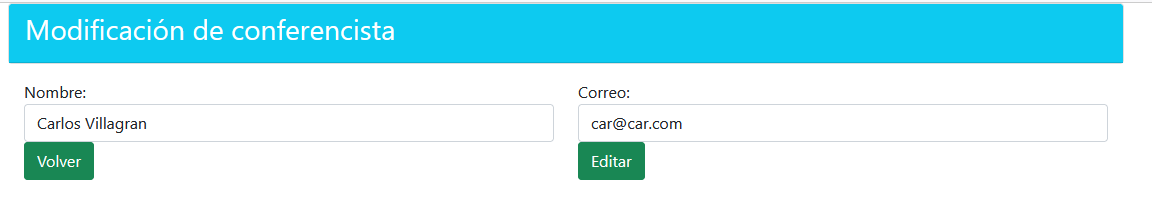 Modificación de conferencista
Nombre:
Correo:
Carlos Villagran
car@car.com
Volver
Editar